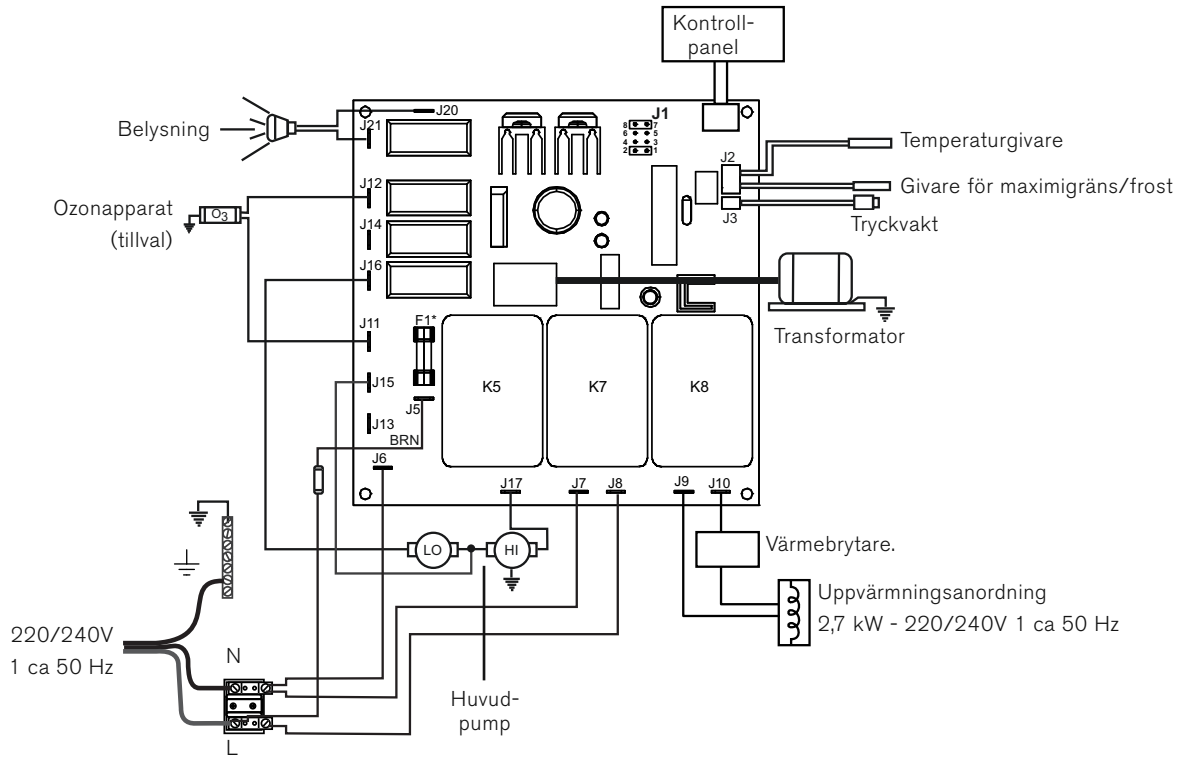 Kontroll-
panel
Belysning
J20
J21
J1
8 7
6 5
4 3
2 1
J2
Temperaturgivare
J12
Givare för maximigräns/frost
Ozonapparat
(tillval)
O3
J3
Tryckvakt
J14
J16
J11
F1*
Transformator
J15
K5
K7
K8
J5
J13
BRN
J6
J17
J7
J8
J9
J10
LO
HI
Värmebrytare.
Uppvärmningsanordning
2,7 kW - 220/240V 1 ca 50 Hz
220/240V
1 ca 50 Hz
N
Huvud-
pump
L